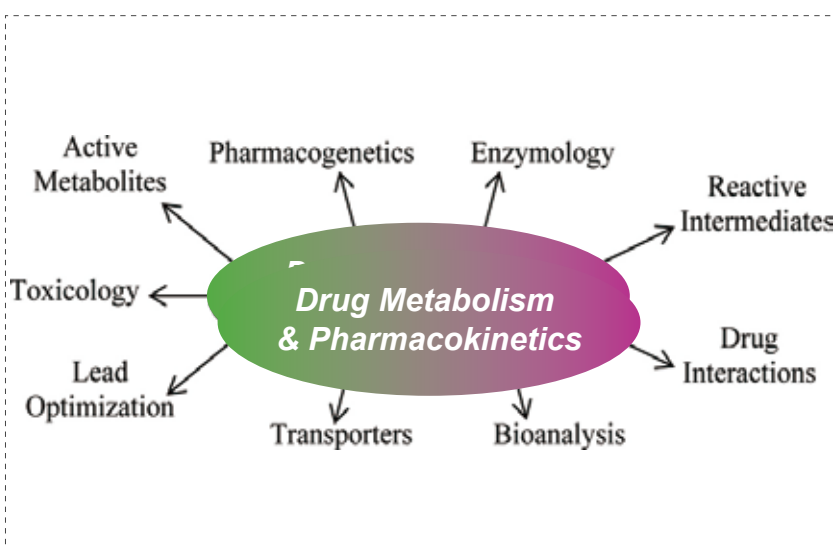 Active
Metabolites
Pharmacogenetics
Enzymology
Reactive
Intermediates
Toxicology
Drug Metabolism
& Pharmacokinetics
Lead
Optimization
Drug
Interactions
Transporters
Bioanalysis